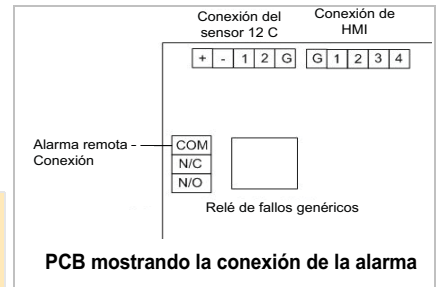 Conexión del
sensor 12 C
Conexión de
HMI
+ - 1 2 G
G 1 2 3 4
Alarma remota -
Conexión
COM
N/C
N/O
Relé de fallos genéricos
PCB mostrando la conexión de la alarma